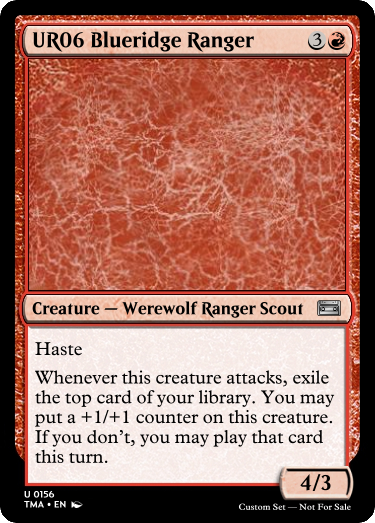 UR06 Blueridge Ranger 3
Creature — Werewolf Ranger Scout
Haste
Whenever this creature attacks, exile
the top card of your library. You may
put a +1/+1 counter on this creature.
If you don't, you may play that card
this turn.
4/3
U 0156
TMA • EN
Custom Set — Not For Sale